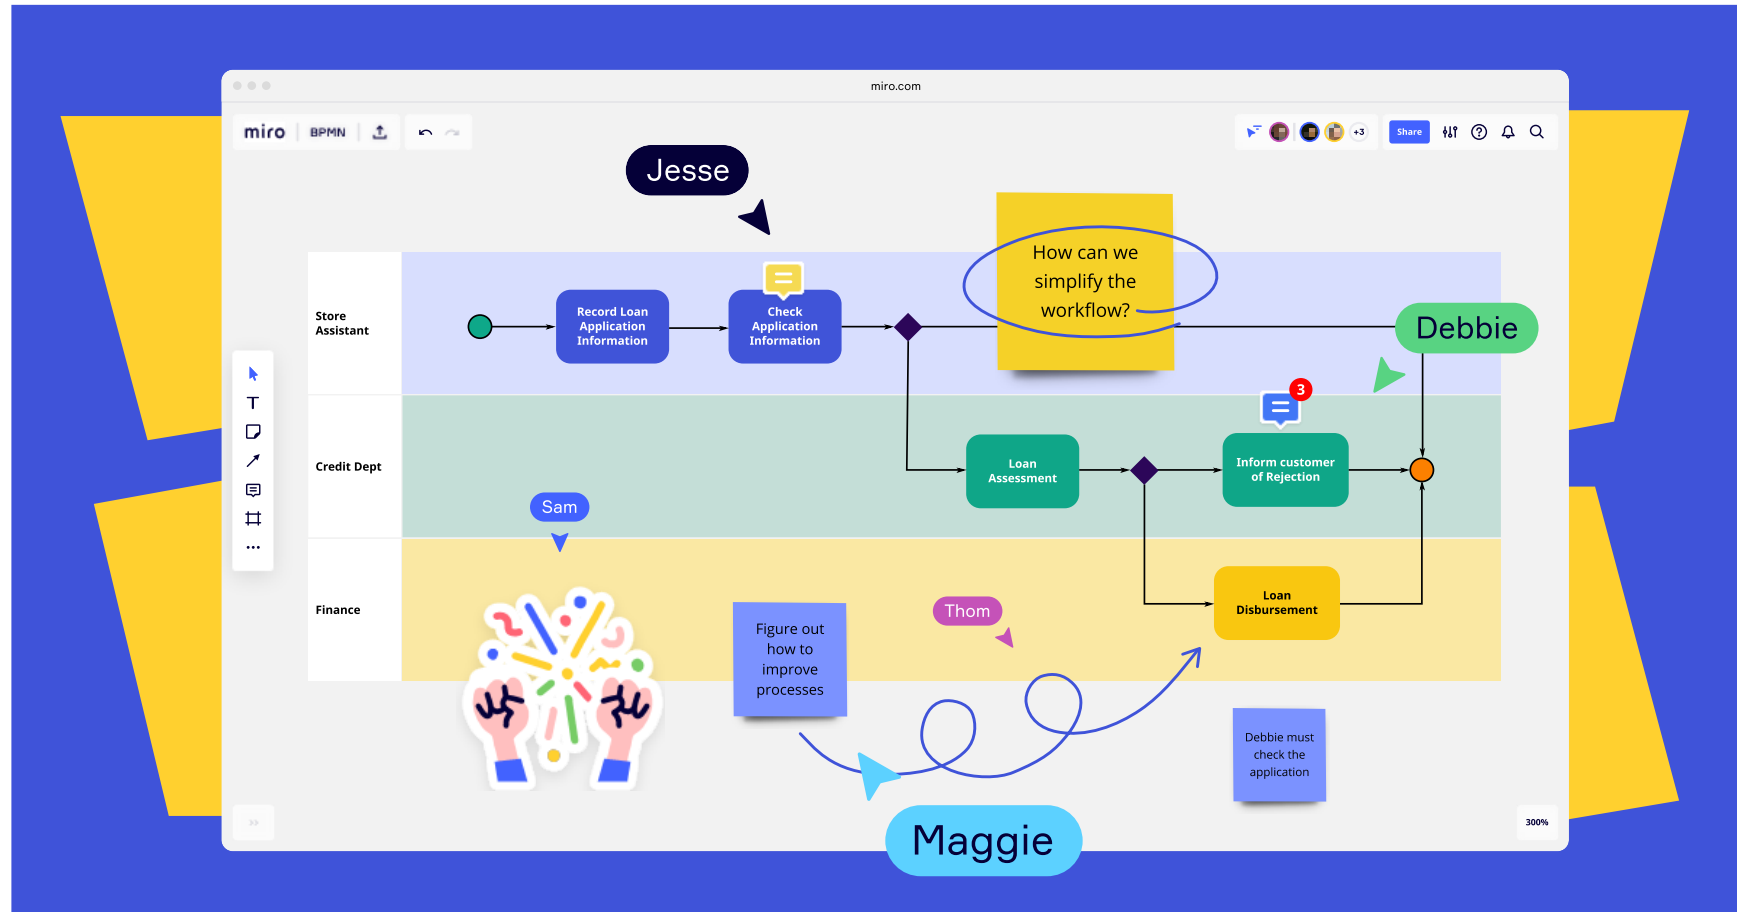 miro.com
miro
BPMN
+3
Share
Jesse
How can we
simplify the
workflow?
Store
Assistant
Record Loan
Application
Information
Check
Application
Information
Debbie
3
Credit Dept
Loan
Assessment
Inform customer
of Rejection
Sam
Finance
Loan
Disbursement
Thom
Figure out
how to
improve
processes
Debbie must
check the
application
Maggie
300%